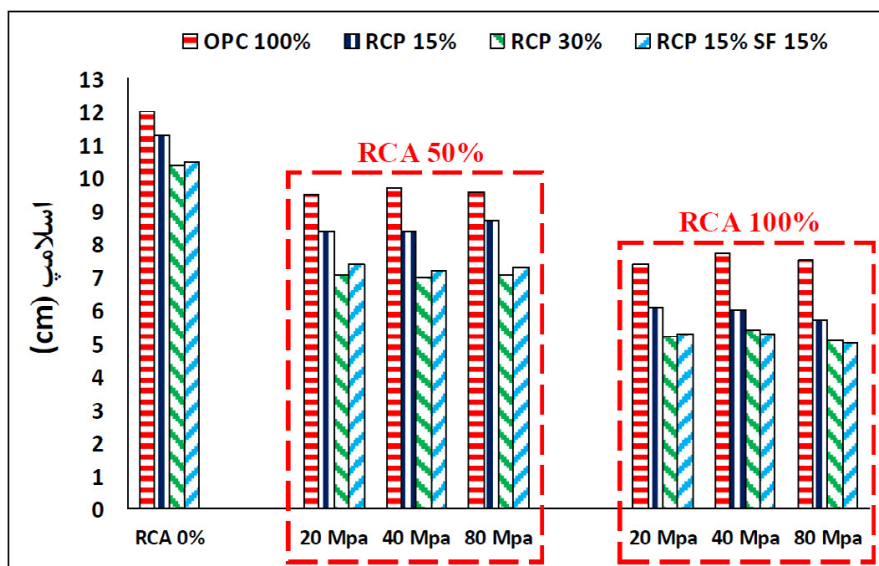 OPC 100% RCP 15% RCP 30% RCP 15% SF 15%
13
12
11
10
9
8
7
6
5
4
3
2
1
0
اسلامپ (cm)
RCA 50%
RCA 100%
RCA 0% 20 Mpa 40 Mpa 80 Mpa 20 Mpa 40 Mpa 80 Mpa